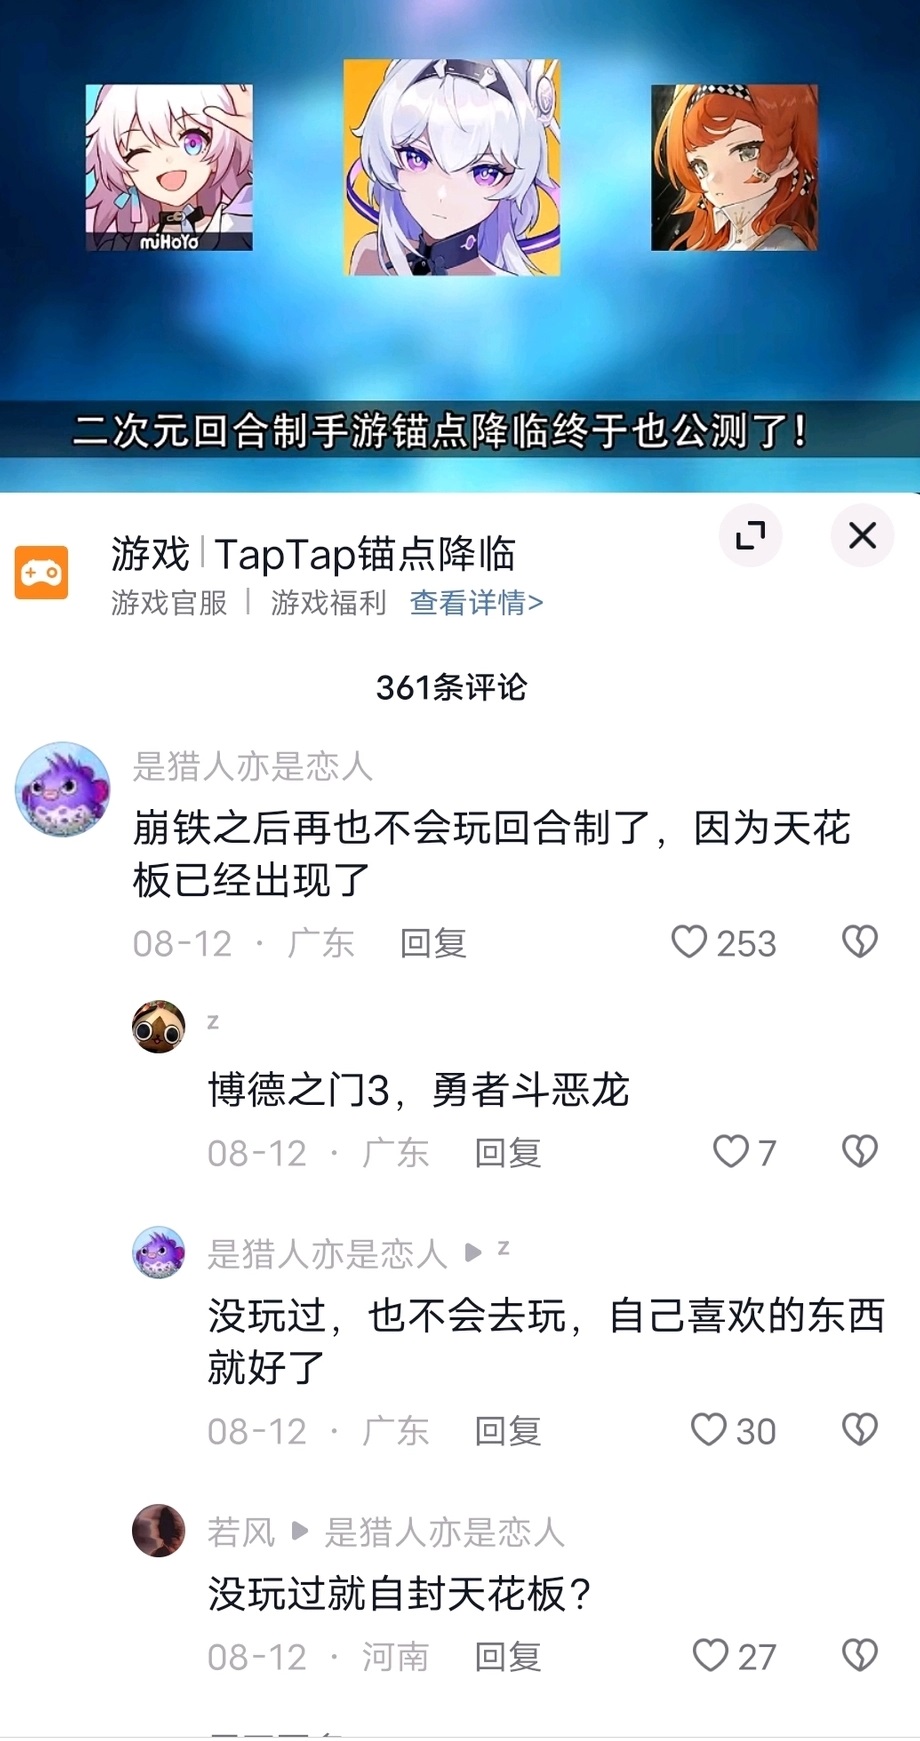 miHoYo
二次元回合制手游锚点降临终于也公测了！
游戏 | TapTap锚点降临
游戏官服 | 游戏福利 查看详情>
361条评论
是猎人亦是恋人
崩铁之后再也不会玩回合制了，因为天花
板已经出现了
08-12 · 广东 回复 253
z
博德之门3，勇者斗恶龙
08-12 · 广东 回复 7
是猎人亦是恋人 ▶ z
没玩过，也不会去玩，自己喜欢的东西
就好了
08-12 · 广东 回复 30
若风 ▶ 是猎人亦是恋人
没玩过就自封天花板？
08-12 · 河南 回复 27